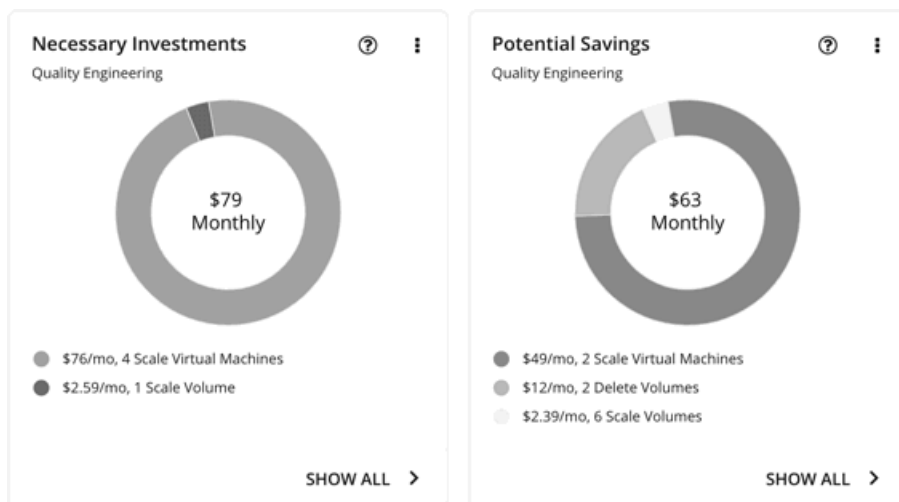 Necessary Investments
Quality Engineering
$79
Monthly
$76/mo, 4 Scale Virtual Machines
$2.59/mo, 1 Scale Volume
SHOW ALL
Potential Savings
Quality Engineering
$63
Monthly
$49/mo, 2 Scale Virtual Machines
$12/mo, 2 Delete Volumes
$2.39/mo, 6 Scale Volumes
SHOW ALL